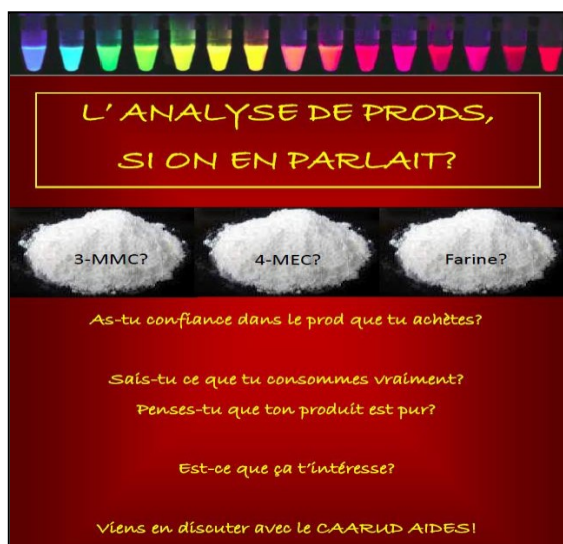 L'ANALYSE DE PRODS,
SI ON EN PARLAIT?
3-MMC? 4-MEC? Farine?
As-tu confiance dans le prod que tu achètes?
Sais-tu ce que tu consommes vraiment?
Penses-tu que ton produit est pur?
Est-ce que ça t'intéresse?
Viens en discuter avec le CAARUD AIDES!